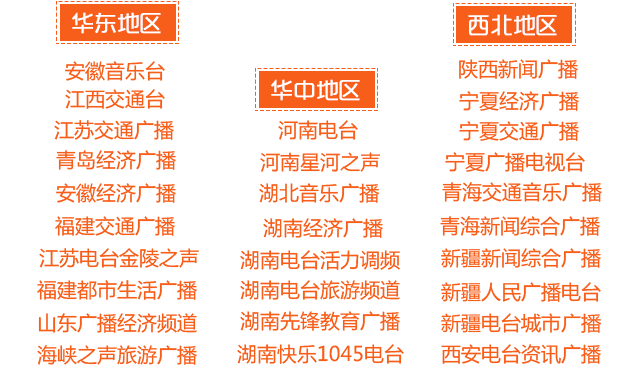 华东地区
安徽音乐台
江西交通台
江苏交通广播
青岛经济广播
安徽经济广播
福建交通广播
江苏电台金陵之声
福建都市生活广播
山东广播经济频道
海峡之声旅游广播
华中地区
河南电台
河南星河之声
湖北音乐广播
湖南经济广播
湖南电台活力调频
湖南电台旅游频道
湖南先锋教育广播
湖南快乐1045电台
西北地区
陕西新闻广播
宁夏经济广播
宁夏交通广播
宁夏广播电视台
青海交通音乐广播
青海新闻综合广播
新疆新闻综合广播
新疆人民广播电台
新疆电台城市广播
西安电台资讯广播